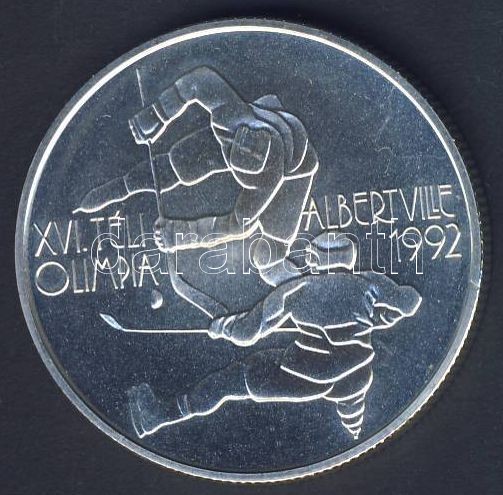 XVI. TÉLI
OLIMPIA
ALBERTVILLE
1992
darabanth